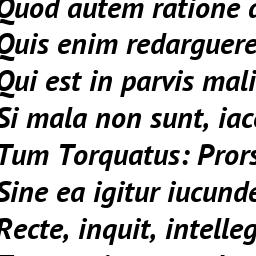 Quod autem ratione
Quis enim redarguere
Qui est in parvis mali
Si mala non sunt, iac
Tum Torquatus: Prors
Sine ea igitur iucunde
Recte, inquit, intelleg